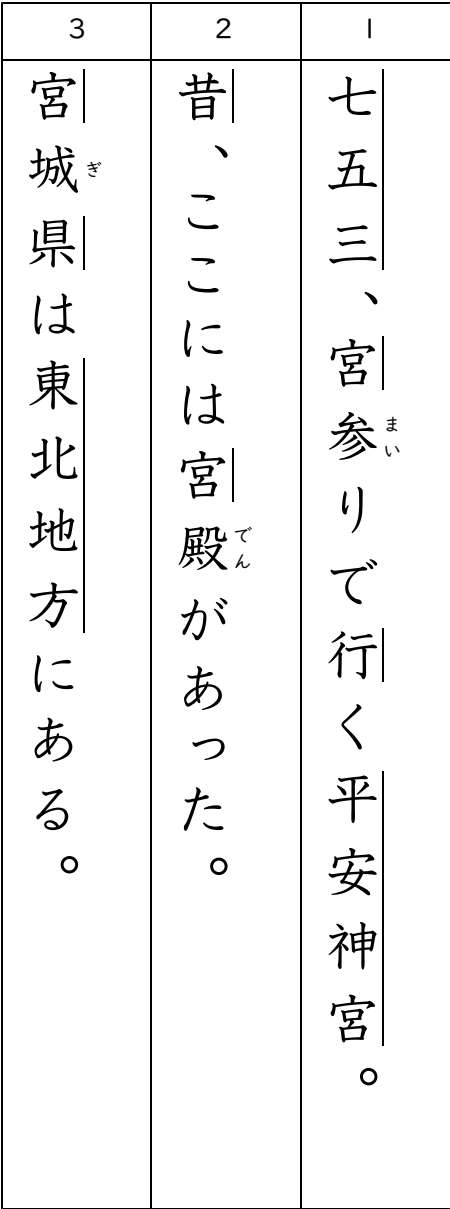 1
七五三、宮参りで行く平安神宮。
まい
2
昔、ここには宮殿があった。
でん
3
宮城県は東北地方にある。
ぎ